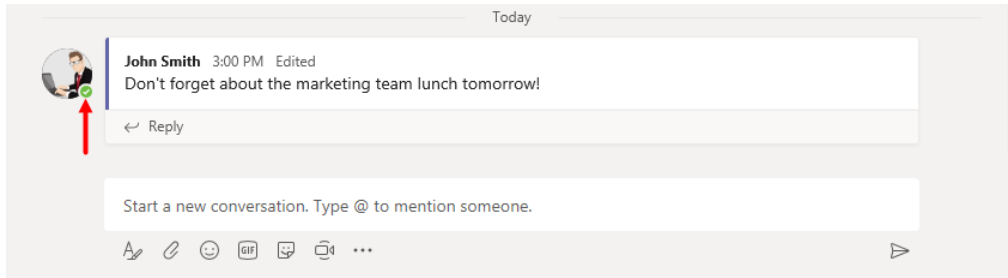 Today
John Smith 3:00 PM Edited
Don't forget about the marketing team lunch tomorrow!
Reply
Start a new conversation. Type @ to mention someone.
GIF